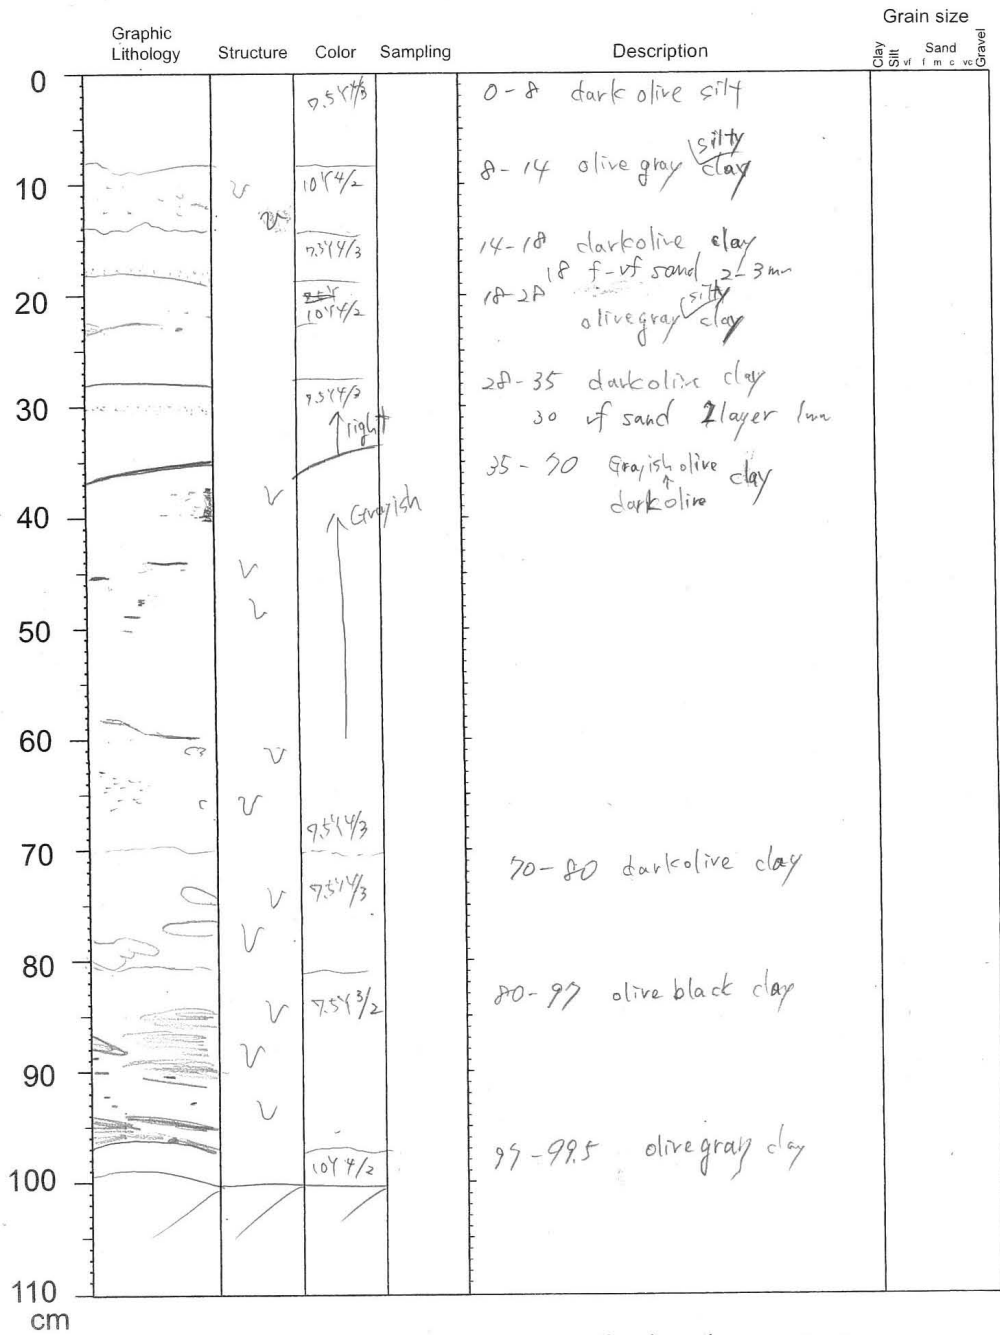 Graphic Lithology Structure Color Sampling Description Grain size
Clay Silt vf f Sand m c vc Gravel
0
7.5Y4/3 0-8 dark olive silt
10 10Y4/2 8-14 olive gray silty clay
7.5Y4/3 14-18 darkolive clay
18 f-vf sand 2-3mm
20 10Y4/2 18-28 olivegray silty clay
7.5Y4/2 28-35 darkolive clay
30 right 30 vf sand 2layer 1mm
35-70 Grayish olive clay
↑
darkolive
40 Grayish
50
60
7.5Y4/3
70
7.5Y4/3 70-80 darkolive clay
80
7.5Y3/2 80-97 olive black clay
90
10Y4/2 97-99.5 olivegray clay
100
110
cm